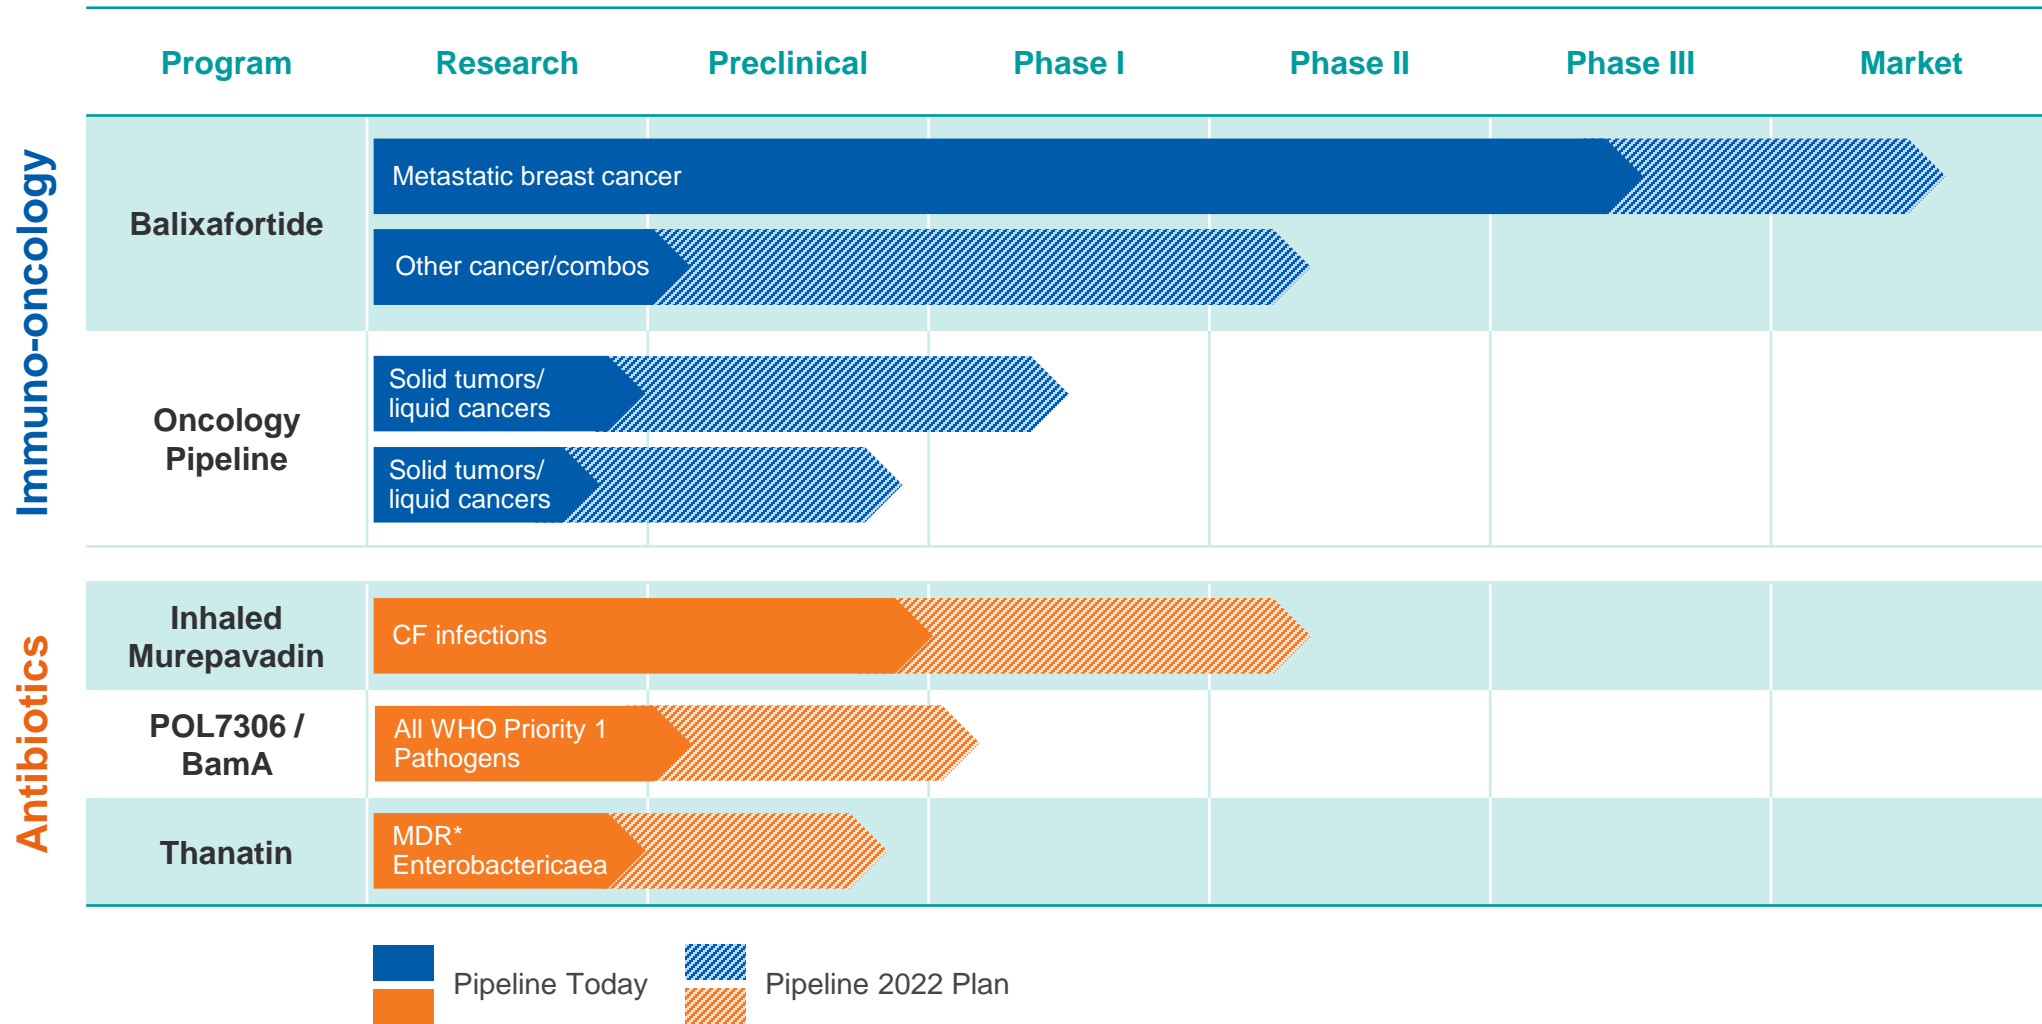 Program Research Preclinical Phase I Phase II Phase III Market
Immuno-oncology
Balixafortide
Metastatic breast cancer
Other cancer/combos
Oncology
Pipeline
Solid tumors/
liquid cancers
Solid tumors/
liquid cancers
Antibiotics
Inhaled
Murepavadin
CF infections
POL7306 /
BamA
All WHO Priority 1
Pathogens
Thanatin
MDR*
Enterobactericaea
Pipeline Today
Pipeline 2022 Plan